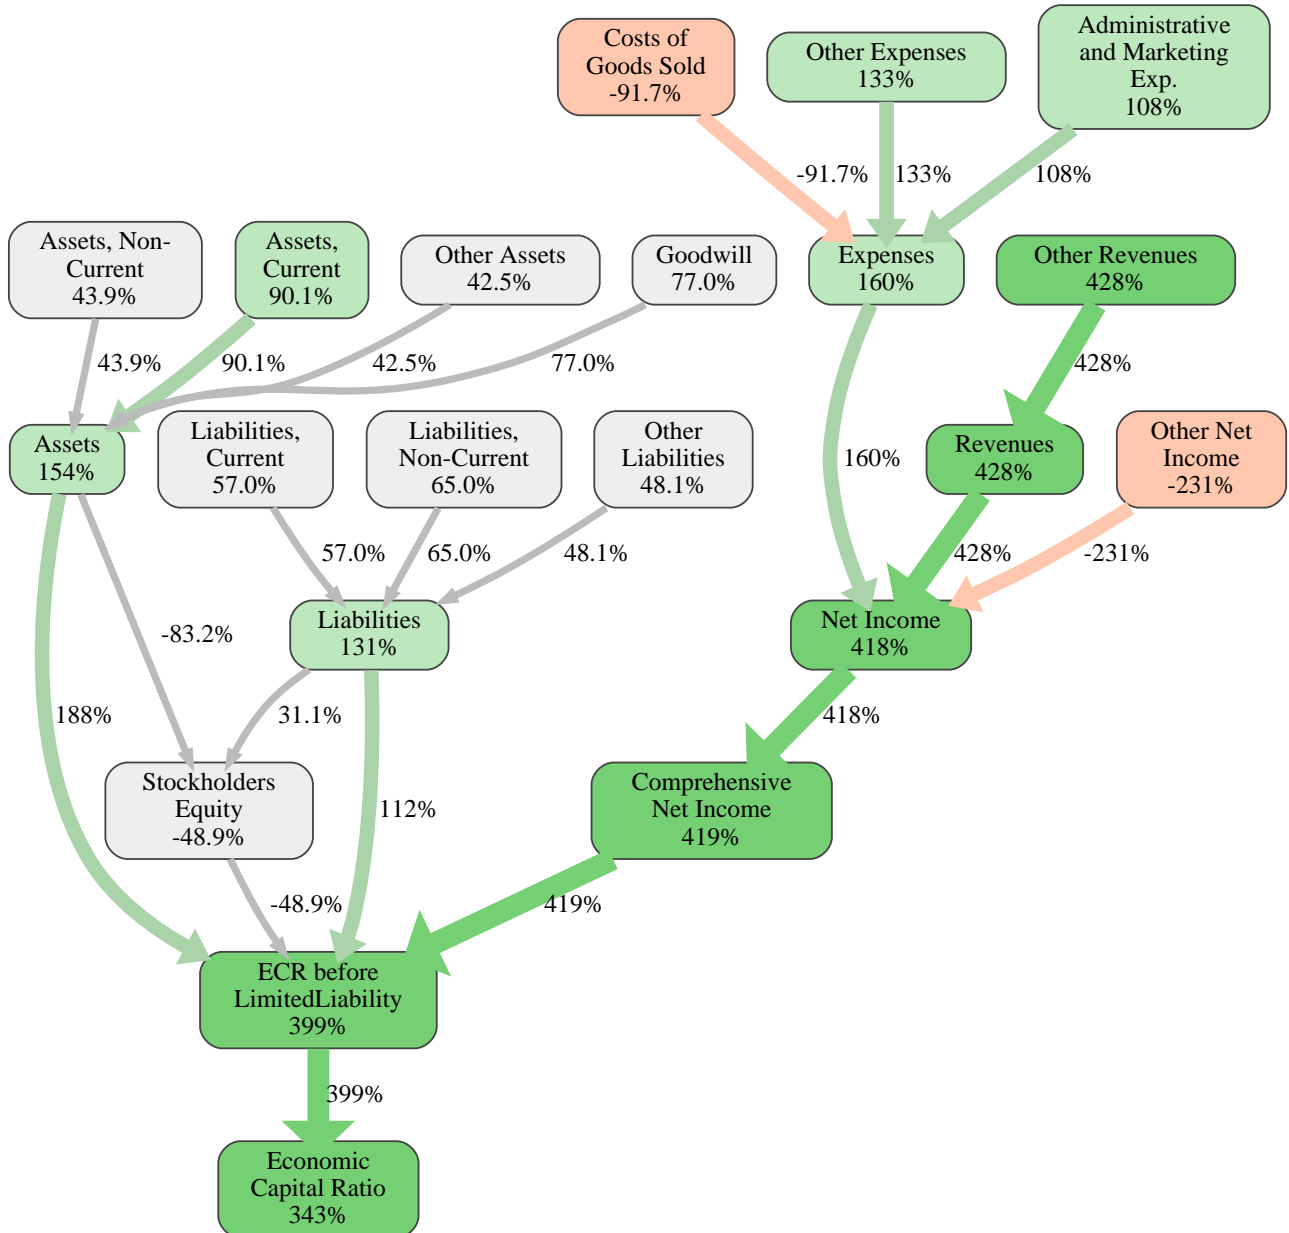 Costs of
Goods Sold
-91.7%
Other Expenses
133%
Administrative
and Marketing
Exp.
108%
-91.7%
133%
108%
Assets, Non-
Current
43.9%
Assets,
Current
90.1%
Other Assets
42.5%
Goodwill
77.0%
Expenses
160%
Other Revenues
428%
43.9%
90.1%
42.5%
77.0%
428%
Assets
154%
Liabilities,
Current
57.0%
Liabilities,
Non-Current
65.0%
Other
Liabilities
48.1%
160%
Revenues
428%
Other Net
Income
-231%
57.0%
65.0%
48.1%
428%
-231%
-83.2%
Liabilities
131%
Net Income
418%
188%
31.1%
418%
Stockholders
Equity
-48.9%
112%
Comprehensive
Net Income
419%
-48.9%
419%
ECR before
LimitedLiability
399%
399%
Economic
Capital Ratio
343%